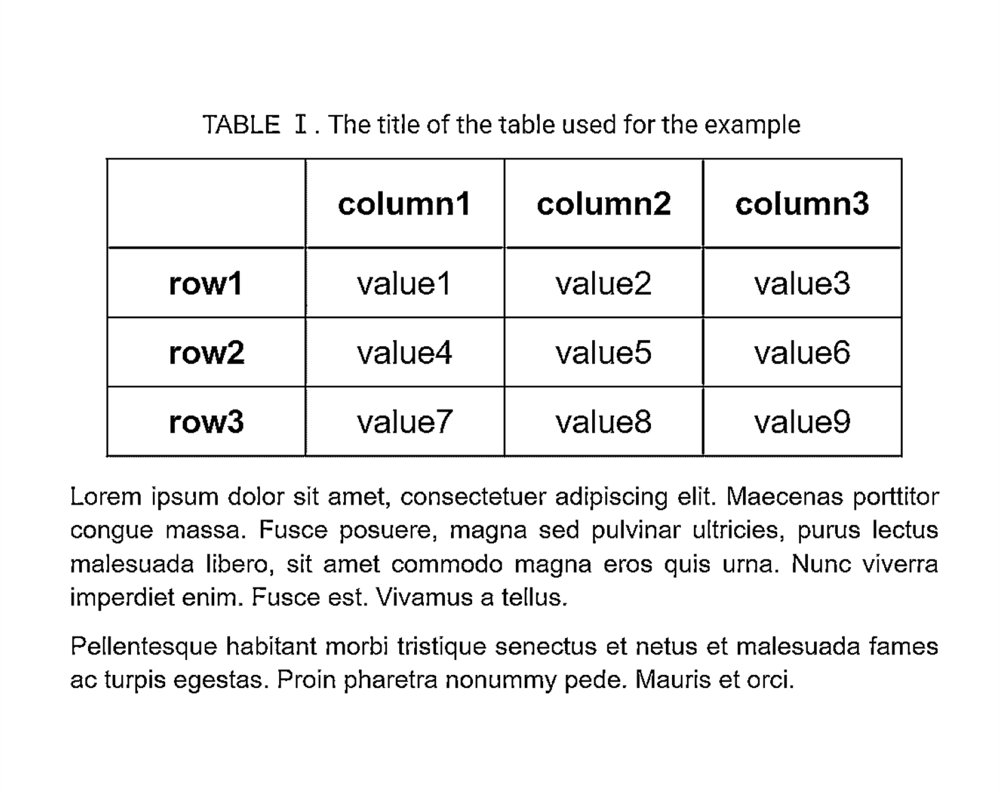 TABLE Ⅰ. The title of the table used for the example
column1 column2 column3
row1 value1 value2 value3
row2 value4 value5 value6
row3 value7 value8 value9
Lorem ipsum dolor sit amet, consectetuer adipiscing elit. Maecenas porttitor
congue massa. Fusce posuere, magna sed pulvinar ultricies, purus lectus
malesuada libero, sit amet commodo magna eros quis urna. Nunc viverra
imperdiet enim. Fusce est. Vivamus a tellus.
Pellentesque habitant morbi tristique senectus et netus et malesuada fames
ac turpis egestas. Proin pharetra nonummy pede. Mauris et orci.